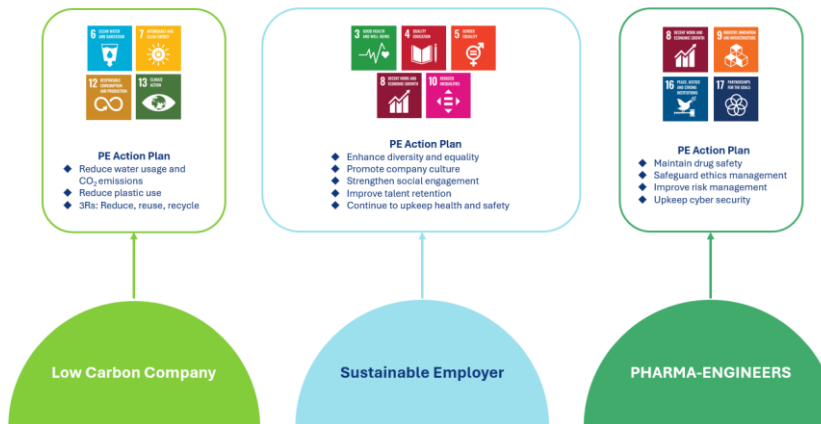 6 CLEAN WATER
AND SANITATION
7 AFFORDABLE AND
CLEAN ENERGY
12 RESPONSIBLE
CONSUMPTION
AND PRODUCTION
13 CLIMATE
ACTION
PE Action Plan
◆ Reduce water usage and
CO₂ emissions
◆ Reduce plastic use
◆ 3Rs: Reduce, reuse, recycle
Low Carbon Company
3 GOOD HEALTH
AND WELL-BEING
4 QUALITY
EDUCATION
5 GENDER
EQUALITY
8 DECENT WORK AND
ECONOMIC GROWTH
10 REDUCED
INEQUALITIES
PE Action Plan
◆ Enhance diversity and equality
◆ Promote company culture
◆ Strengthen social engagement
◆ Improve talent retention
◆ Continue to upkeep health and safety
Sustainable Employer
8 DECENT WORK AND
ECONOMIC GROWTH
9 INDUSTRY, INNOVATION
AND INFRASTRUCTURE
16 PEACE, JUSTICE
AND STRONG
INSTITUTIONS
17 PARTNERSHIPS
FOR THE GOALS
PE Action Plan
◆ Maintain drug safety
◆ Safeguard ethics management
◆ Improve risk management
◆ Upkeep cyber security
PHARMA-ENGINEERS